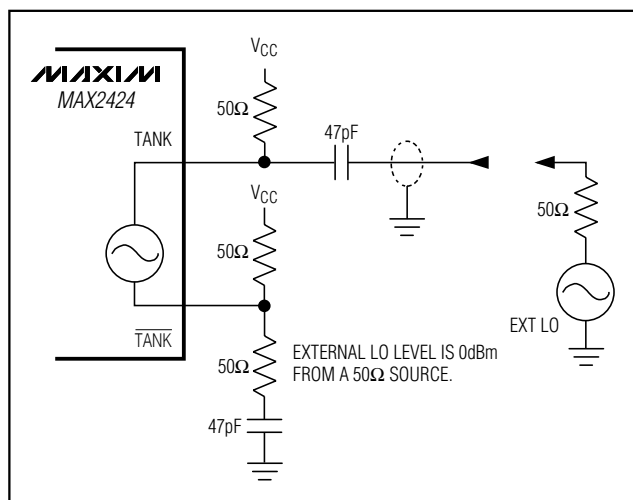 MAXIM
MAX2424
TANK
VCC
50Ω
47pF
VCC
50Ω
T̅A̅N̅K̅
50Ω
47pF
EXTERNAL LO LEVEL IS 0dBm
FROM A 50Ω SOURCE.
50Ω
EXT LO